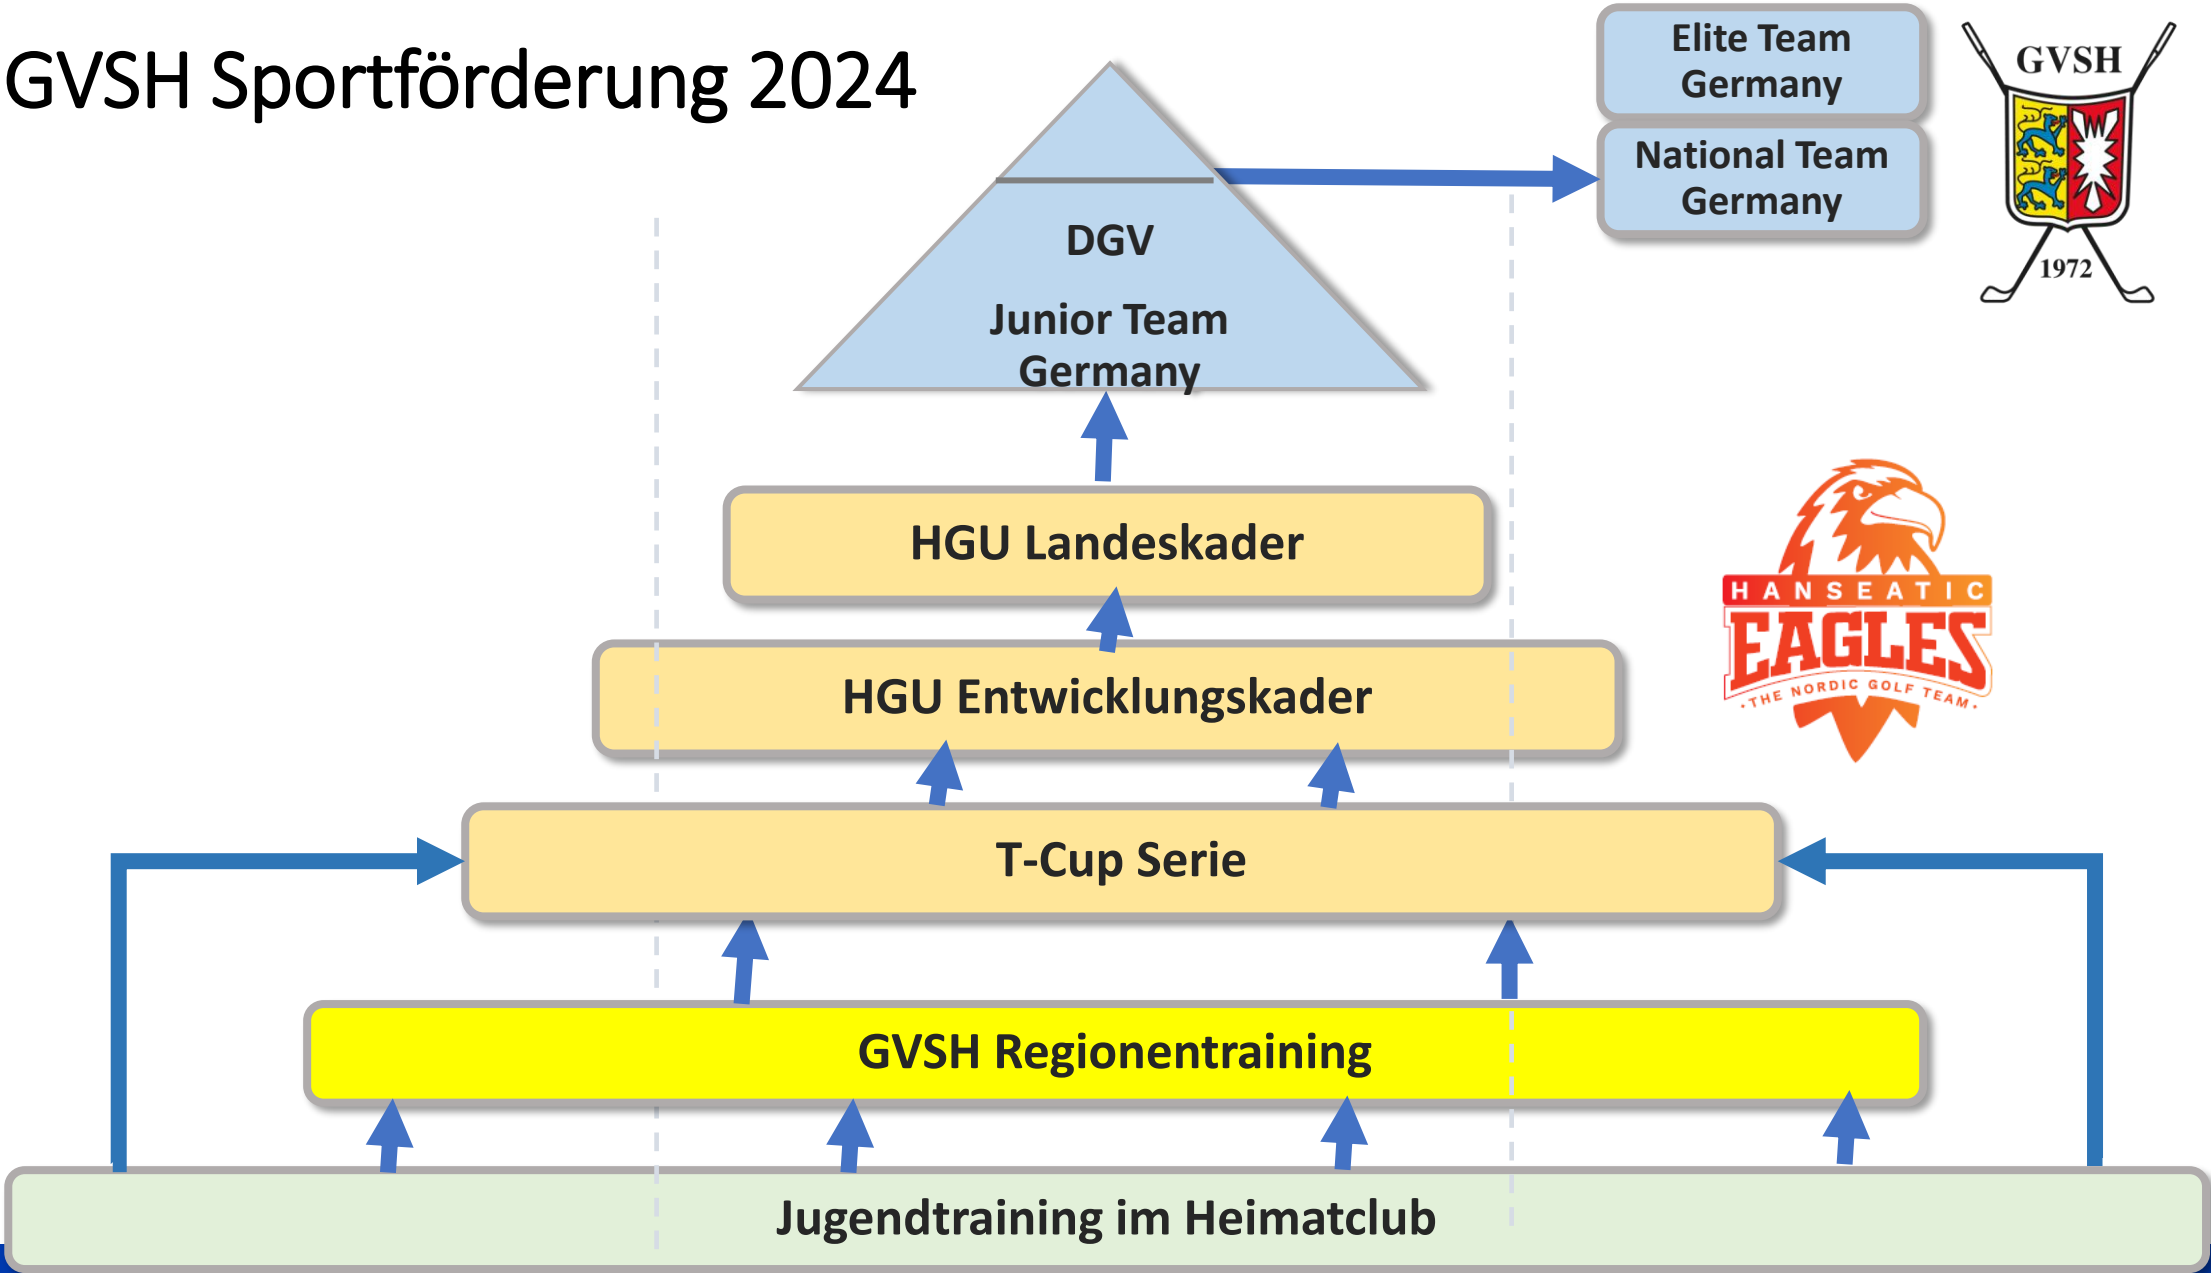 GVSH Sportförderung 2024
Elite Team
Germany
National Team
Germany
GVSH
1972
DGV
Junior Team
Germany
HGU Landeskader
HANSEATIC
EAGLES
·THE NORDIC GOLF TEAM·
HGU Entwicklungskader
T-Cup Serie
GVSH Regionentraining
Jugendtraining im Heimatclub